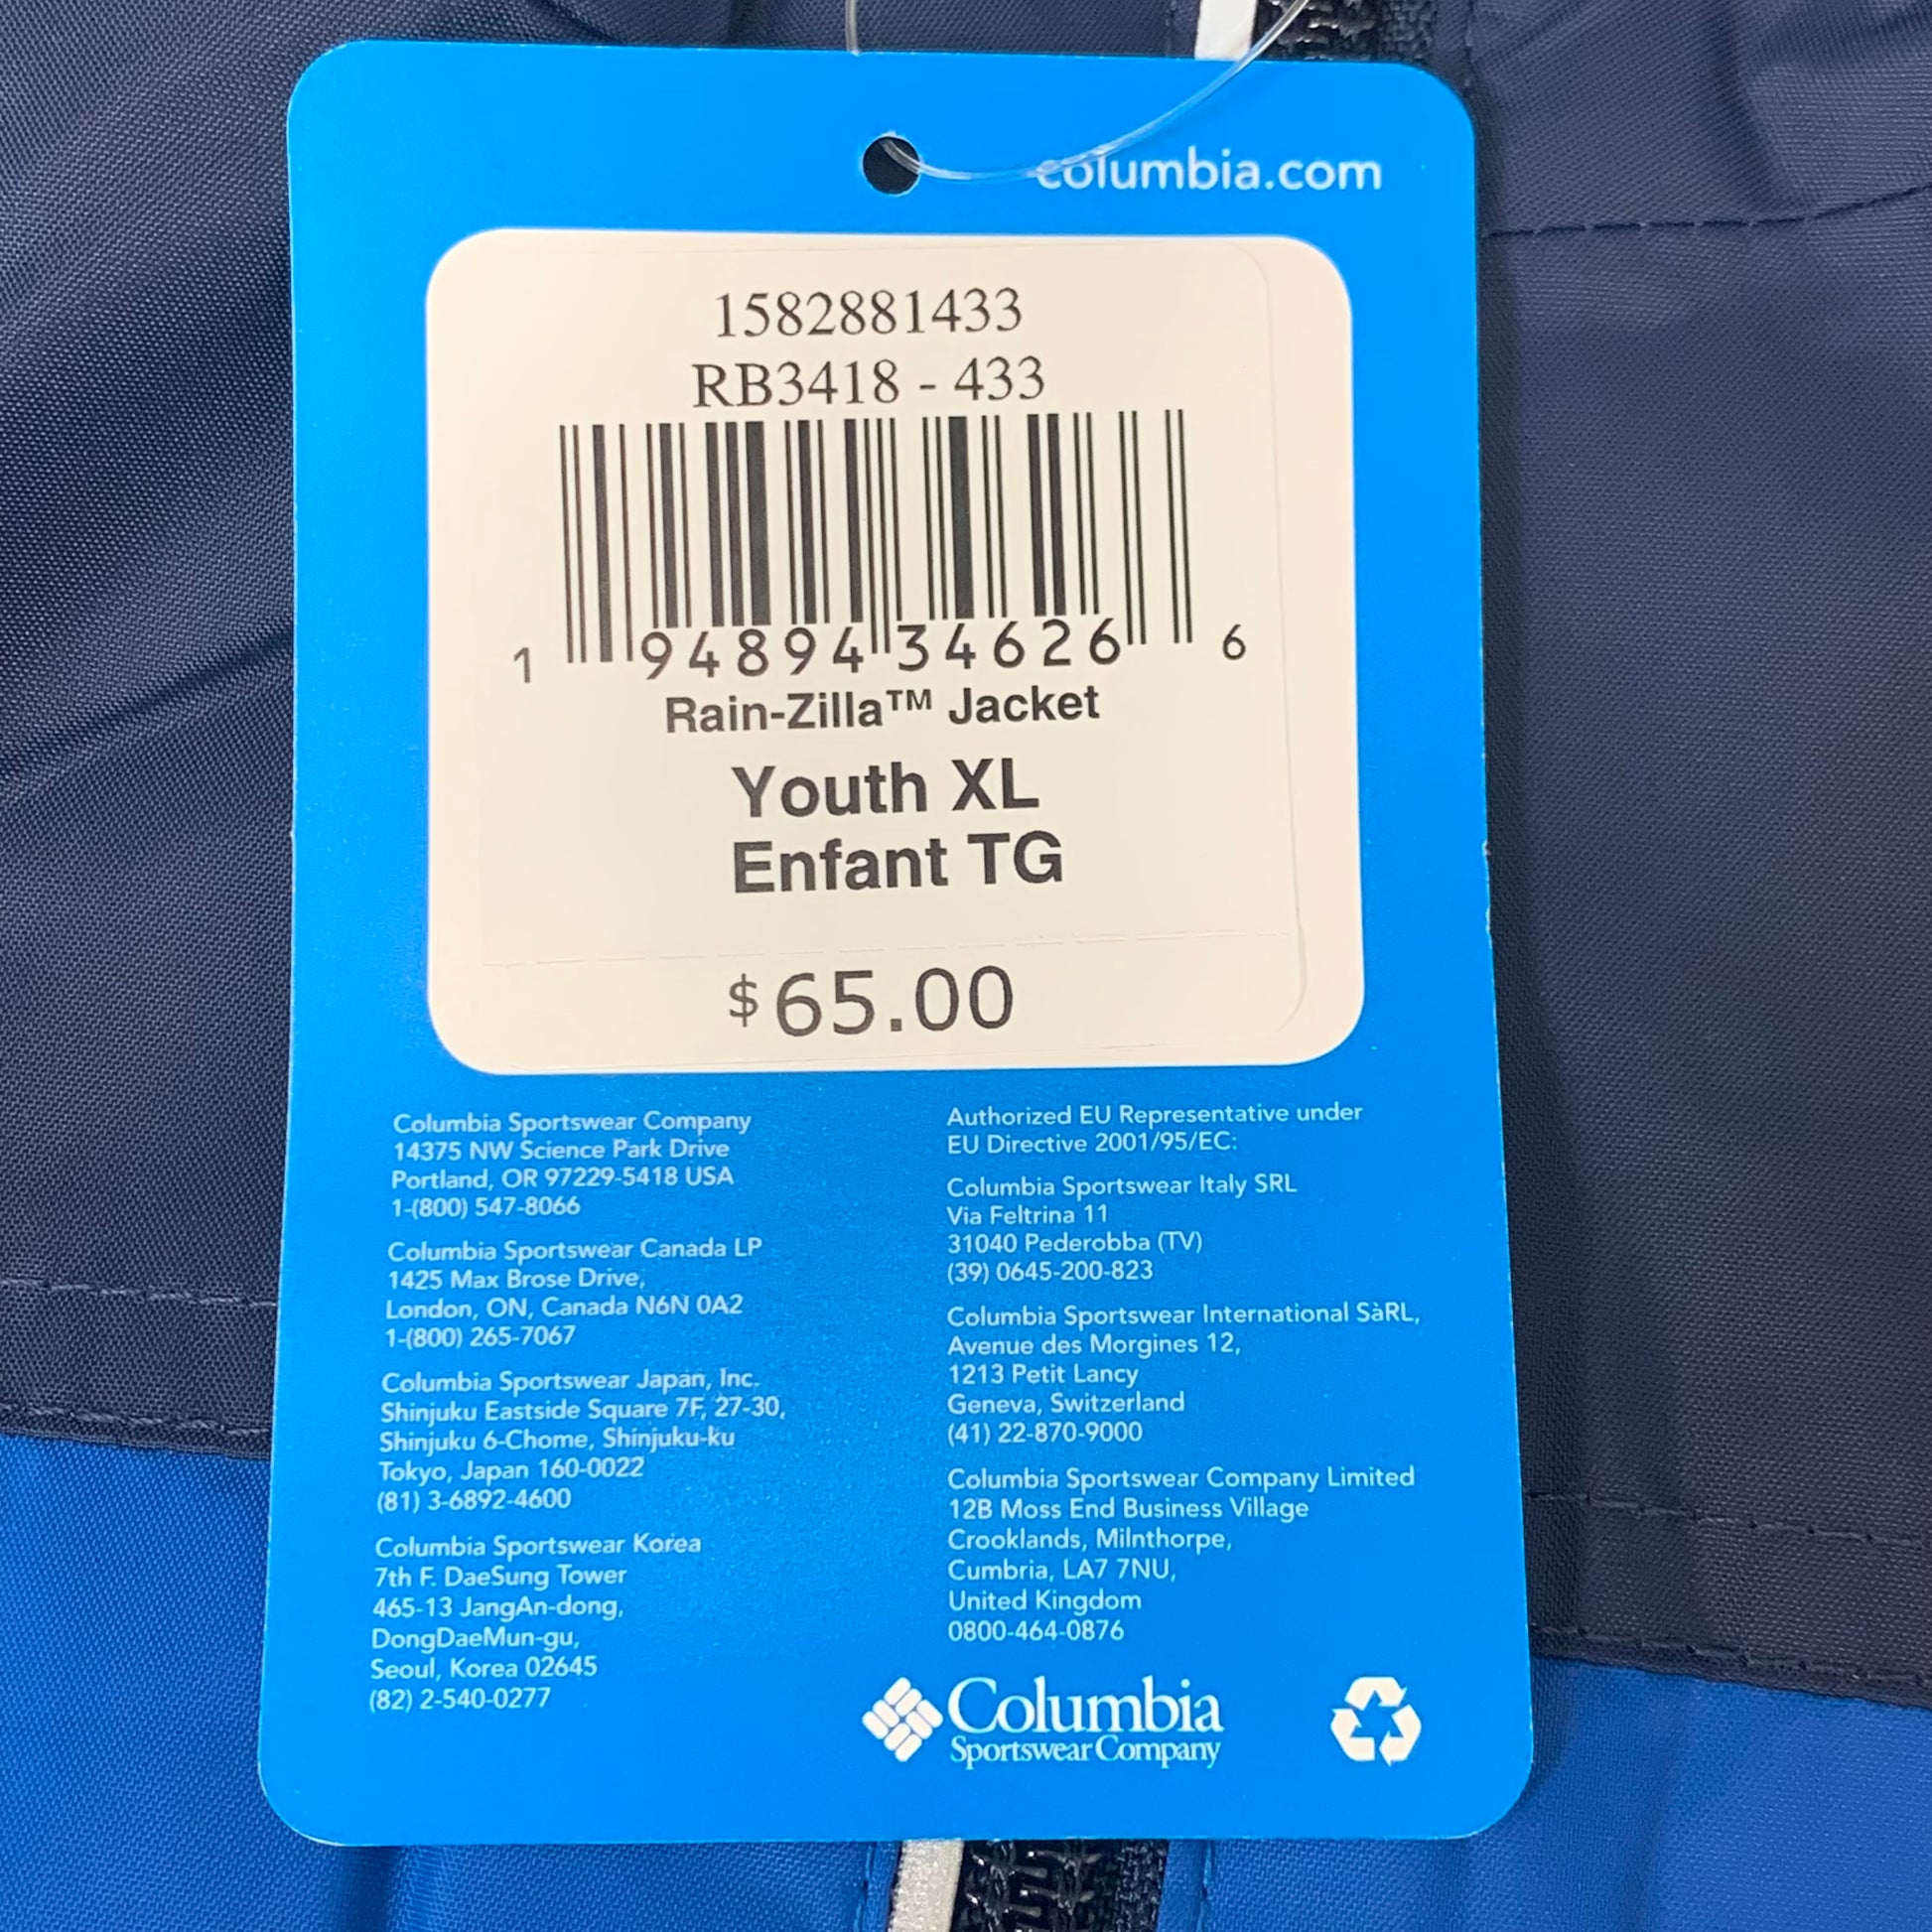 columbia.com
1582881433
RB3418 - 433
1 94894 34626 6
Rain-Zilla™ Jacket
Youth XL
Enfant TG
$65.00
Columbia Sportswear Company
14375 NW Science Park Drive
Portland, OR 97229-5418 USA
1-(800) 547-8066
Columbia Sportswear Canada LP
1425 Max Brose Drive,
London, ON, Canada N6N 0A2
1-(800) 265-7067
Columbia Sportswear Japan, Inc.
Shinjuku Eastside Square 7F, 27-30,
Shinjuku 6-Chome, Shinjuku-ku
Tokyo, Japan 160-0022
(81) 3-6892-4600
Columbia Sportswear Korea
7th F. DaeSung Tower
465-13 JangAn-dong,
DongDaeMun-gu,
Seoul, Korea 02645
(82) 2-540-0277
Authorized EU Representative under
EU Directive 2001/95/EC:
Columbia Sportswear Italy SRL
Via Feltrina 11
31040 Pederobba (TV)
(39) 0645-200-823
Columbia Sportswear International SàRL,
Avenue des Morgines 12,
1213 Petit Lancy
Geneva, Switzerland
(41) 22-870-9000
Columbia Sportswear Company Limited
12B Moss End Business Village
Crooklands, Milnthorpe,
Cumbria, LA7 7NU,
United Kingdom
0800-464-0876
Columbia
Sportswear Company